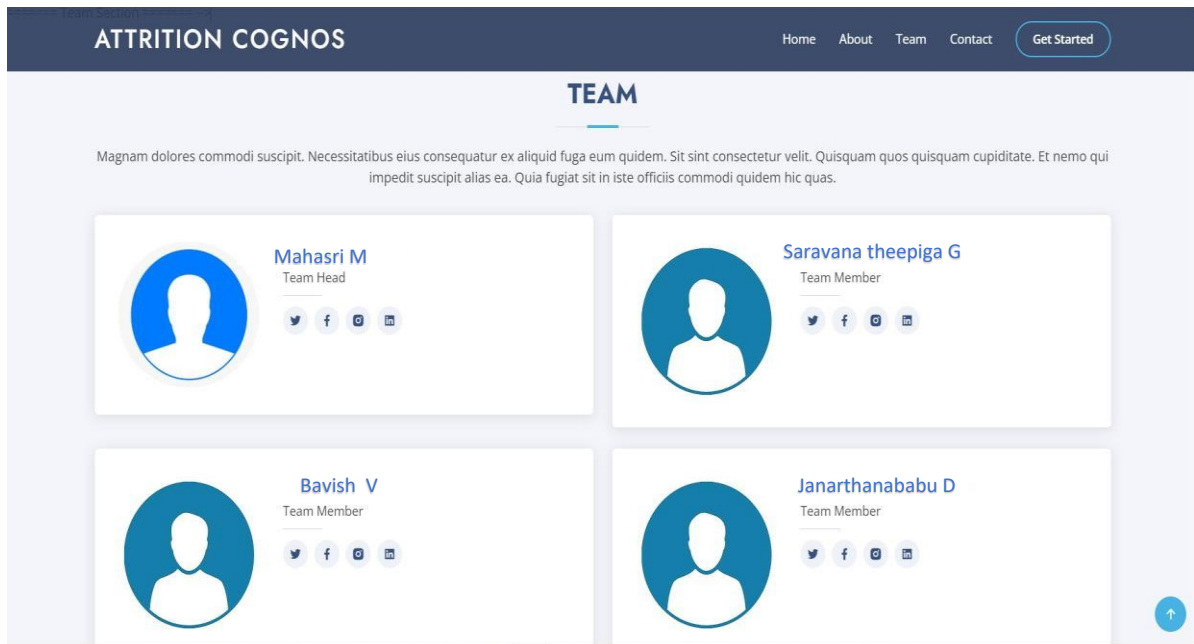 ======= Team Section ======= --<
ATTRITION COGNOS
Home About Team Contact Get Started
TEAM
Magnam dolores commodi suscipit. Necessitatibus eius consequatur ex aliquid fuga eum quidem. Sit sint consectetur velit. Quisquam quos quisquam cupiditate. Et nemo qui
impedit suscipit alias ea. Quia fugiat sit in iste officiis commodi quidem hic quas.
Mahasri M
Team Head
Saravana theepiga G
Team Member
Bavish V
Team Member
Janarthanababu D
Team Member